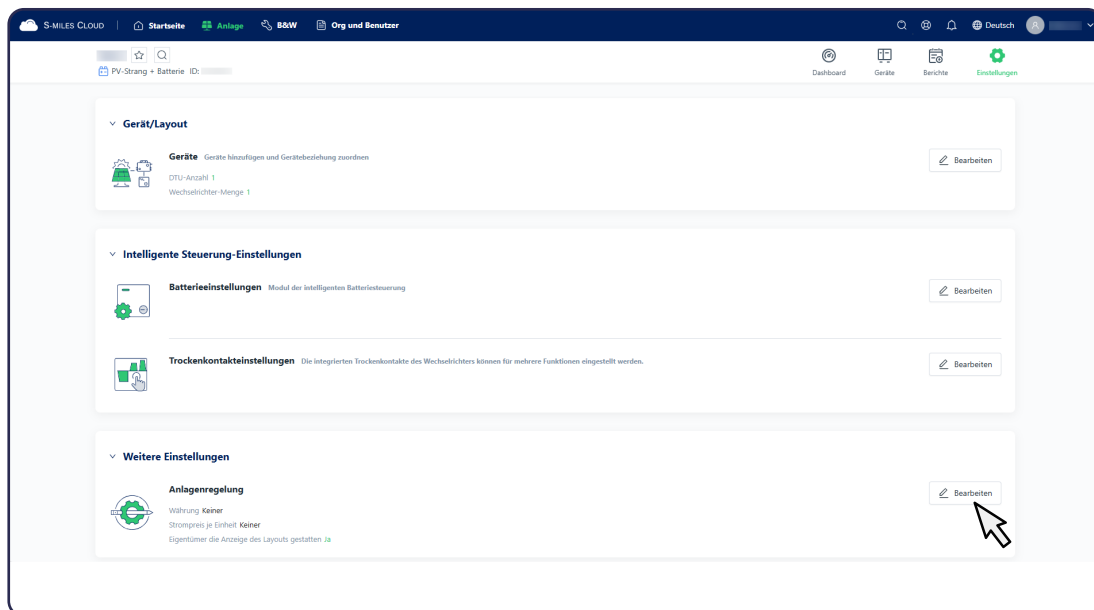 S-MILES CLOUD Startseite Anlage B&W Org und Benutzer Deutsch
PV-Strang + Batterie ID:
Dashboard Geräte Berichte Einstellungen
Gerät/Layout
Geräte Geräte hinzufügen und Gerätebeziehung zuordnen
Bearbeiten
DTU-Anzahl 1
Wechselrichter-Menge 1
Intelligente Steuerung-Einstellungen
Batterieeinstellungen Modul der intelligenten Batteriesteuerung
Bearbeiten
Trockenkontakteinstellungen Die integrierten Trockenkontakte des Wechselrichters können für mehrere Funktionen eingestellt werden.
Bearbeiten
Weitere Einstellungen
Anlagenregelung
Bearbeiten
Währung Keiner
Strompreis je Einheit Keiner
Eigentümer die Anzeige des Layouts gestatten Ja